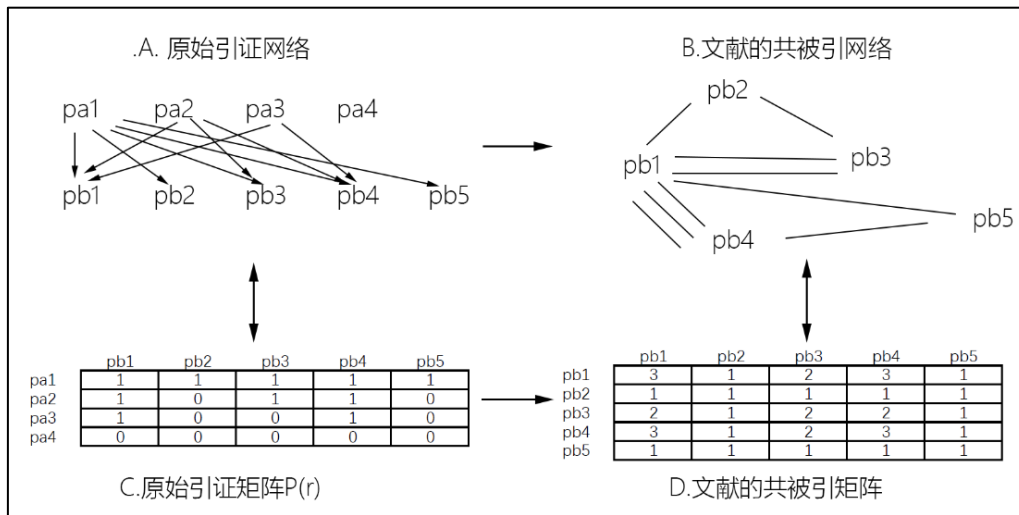 .A. 原始引证网络
pa1 pa2 pa3 pa4
pb1 pb2 pb3 pb4 pb5
B.文献的共被引网络
pb2
pb1 pb3
pb5
pb4
pb1 pb2 pb3 pb4 pb5
pa1 1 1 1 1 1
pa2 1 0 1 1 0
pa3 1 0 0 1 0
pa4 0 0 0 0 0
C.原始引证矩阵P(r)
pb1 pb2 pb3 pb4 pb5
pb1 3 1 2 3 1
pb2 1 1 1 1 1
pb3 2 1 2 2 1
pb4 3 1 2 3 1
pb5 1 1 1 1 1
D.文献的共被引矩阵